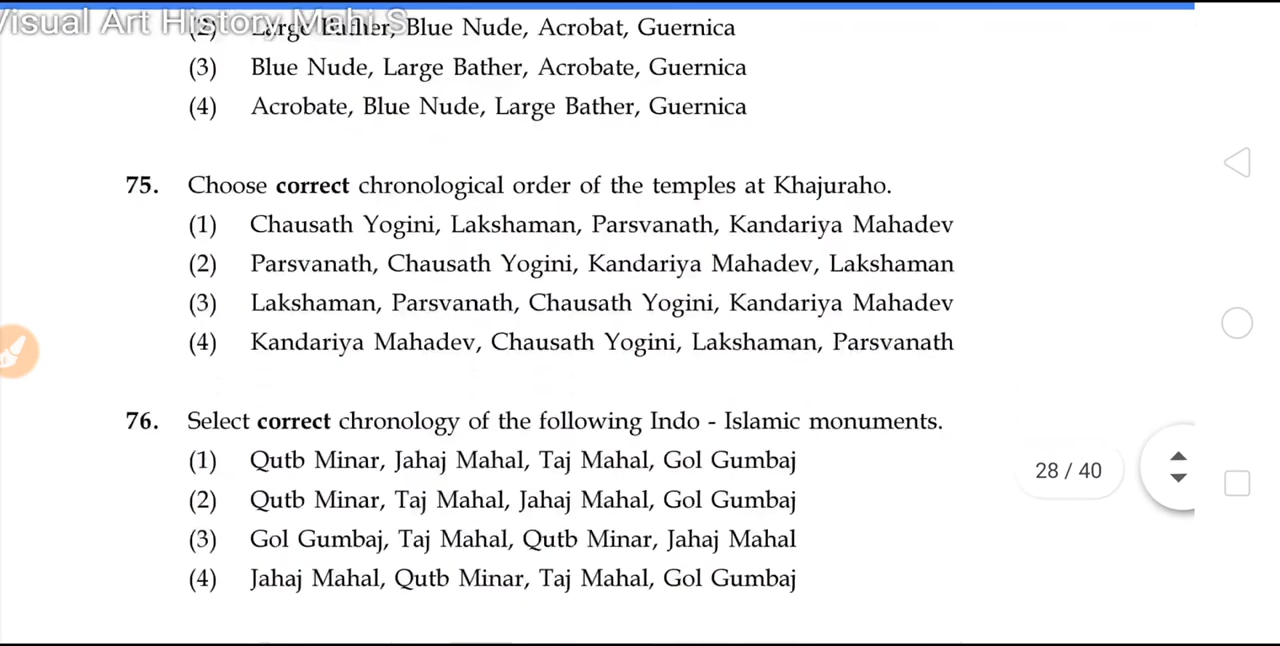 Visual Art History Mahi S
(2) Large Bather, Blue Nude, Acrobat, Guernica
(3) Blue Nude, Large Bather, Acrobate, Guernica
(4) Acrobate, Blue Nude, Large Bather, Guernica
75. Choose correct chronological order of the temples at Khajuraho.
(1) Chausath Yogini, Lakshaman, Parsvanath, Kandariya Mahadev
(2) Parsvanath, Chausath Yogini, Kandariya Mahadev, Lakshaman
(3) Lakshaman, Parsvanath, Chausath Yogini, Kandariya Mahadev
(4) Kandariya Mahadev, Chausath Yogini, Lakshaman, Parsvanath
76. Select correct chronology of the following Indo - Islamic monuments.
(1) Qutb Minar, Jahaj Mahal, Taj Mahal, Gol Gumbaj
(2) Qutb Minar, Taj Mahal, Jahaj Mahal, Gol Gumbaj
(3) Gol Gumbaj, Taj Mahal, Qutb Minar, Jahaj Mahal
(4) Jahaj Mahal, Qutb Minar, Taj Mahal, Gol Gumbaj
28 / 40